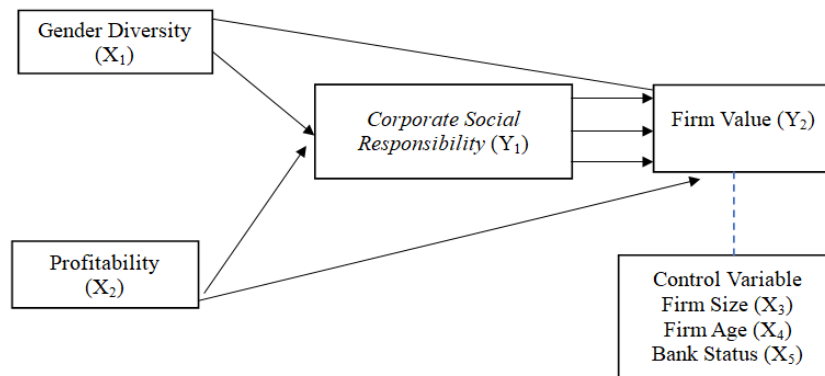 Gender Diversity
(X₁)
Corporate Social
Responsibility (Y₁)
Firm Value (Y₂)
Profitability
(X₂)
Control Variable
Firm Size (X₃)
Firm Age (X₄)
Bank Status (X₅)